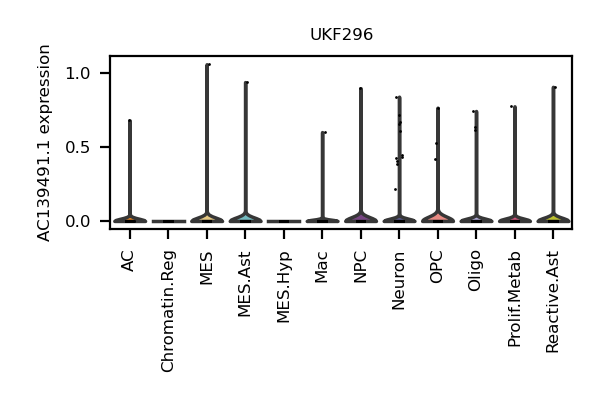 UKF296
AC139491.1 expression
1.0
0.5
0.0
AC
Chromatin.Reg
MES
MES.Ast
MES.Hyp
Mac
NPC
Neuron
OPC
Oligo
Prolif.Metab
Reactive.Ast